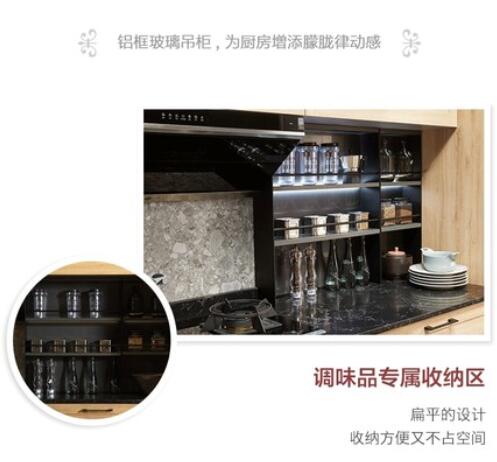 铝框玻璃吊柜，为厨房增添朦胧律动感
调味品专属收纳区
扁平的设计
收纳方便又不占空间